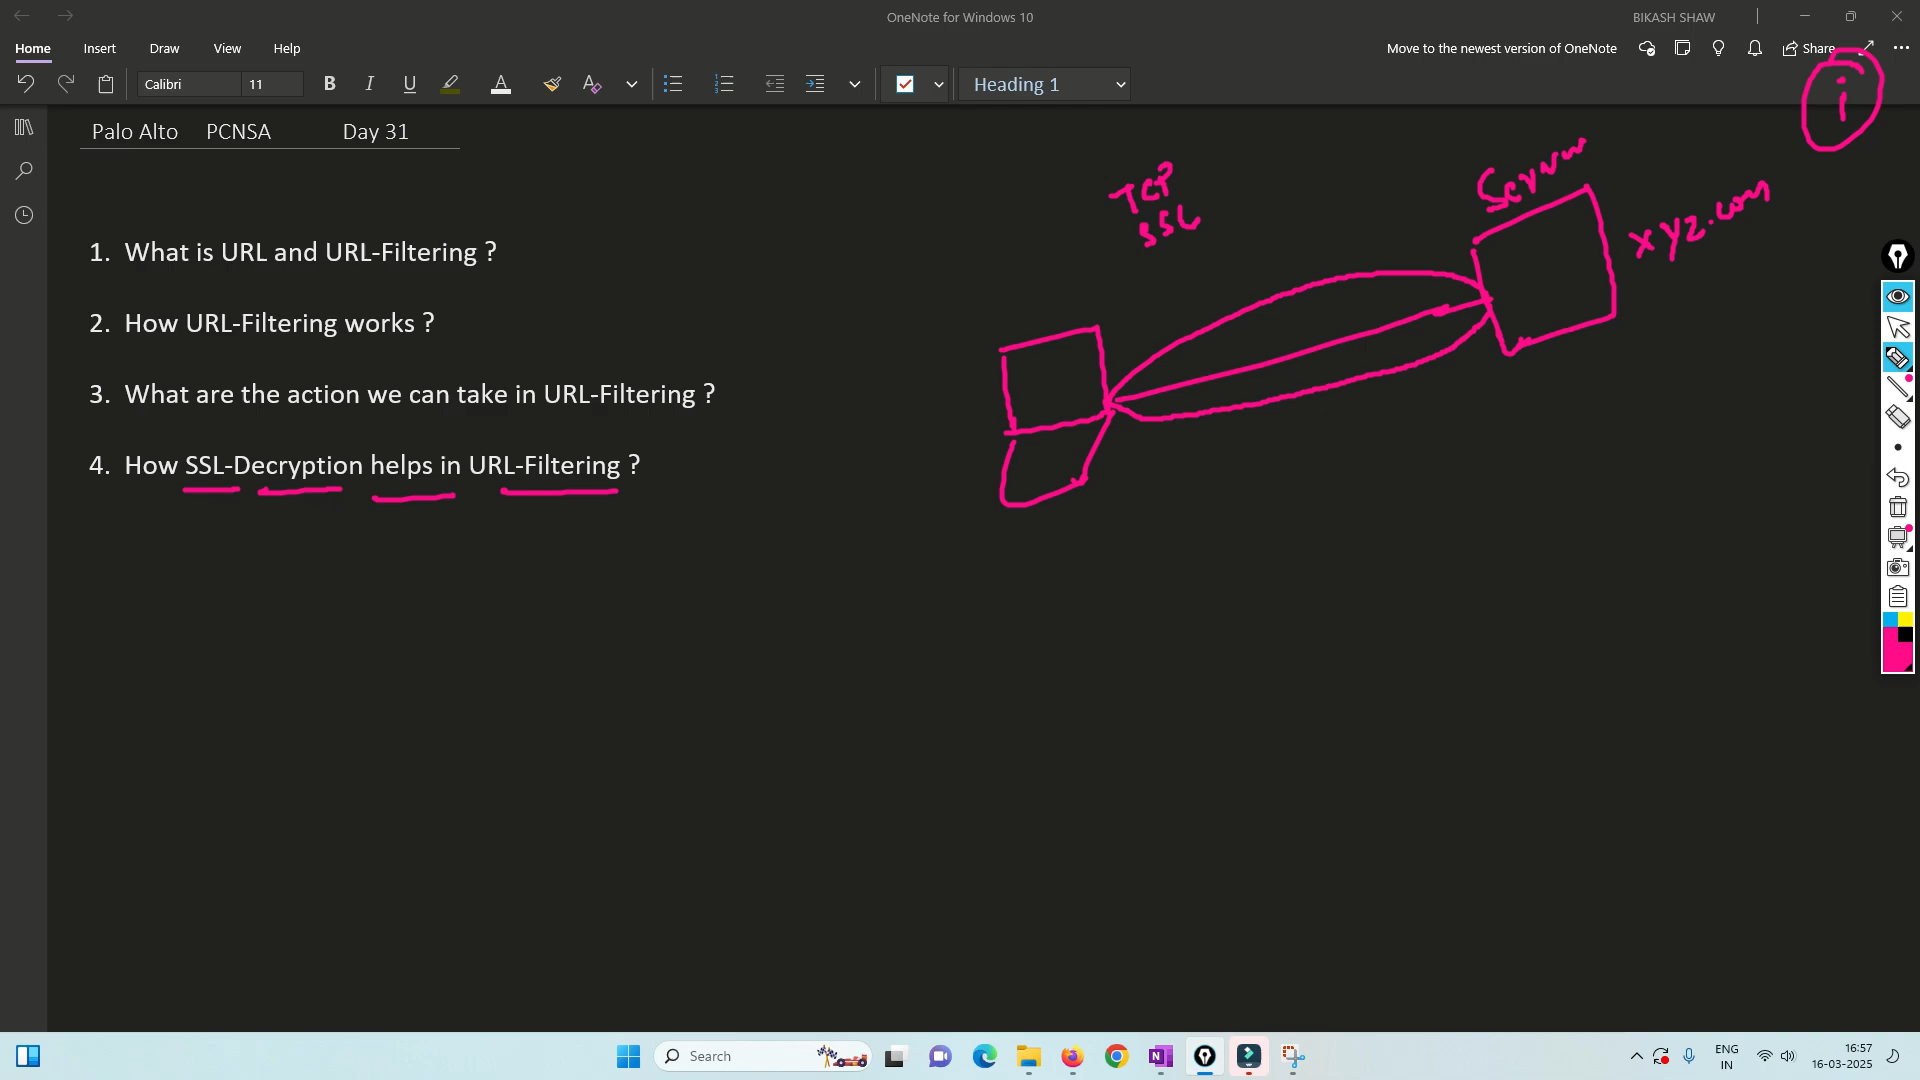 OneNote for Windows 10
BIKASH SHAW
Home Insert Draw View Help
Move to the newest version of OneNote
Share
Calibri 11 B I U A A Heading 1
i
Palo Alto PCNSA Day 31
TCP
SSL
xyz.com
1. What is URL and URL-Filtering ?
2. How URL-Filtering works ?
3. What are the action we can take in URL-Filtering ?
4. How SSL-Decryption helps in URL-Filtering ?
Search
ENG
IN
16:57
16-03-2025